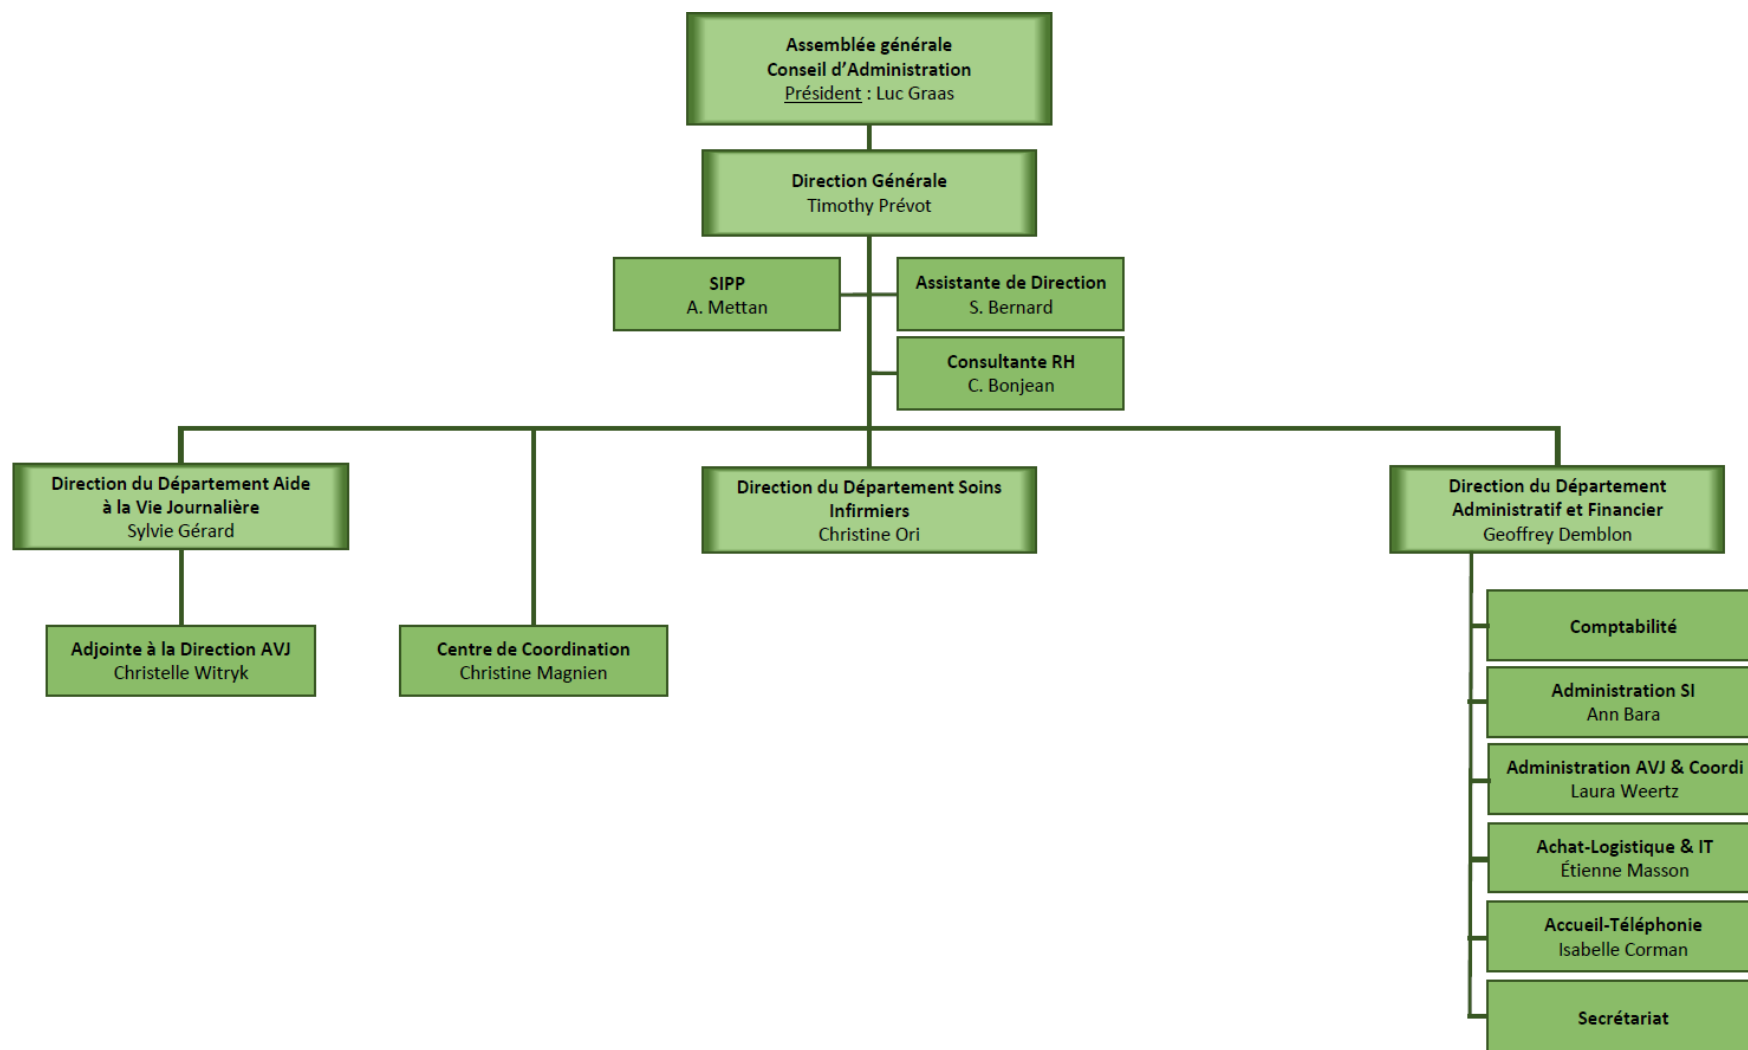 Assemblée générale
Conseil d’Administration
Président : Luc Graas
Direction Générale
Timothy Prévot
SIPP
A. Mettan
Assistante de Direction
S. Bernard
Consultante RH
C. Bonjean
Direction du Département Aide
à la Vie Journalière
Sylvie Gérard
Direction du Département Soins
Infirmiers
Christine Ori
Direction du Département
Administratif et Financier
Geoffrey Demblon
Adjointe à la Direction AVJ
Christelle Witryk
Centre de Coordination
Christine Magnien
Comptabilité
Administration SI
Ann Bara
Administration AVJ & Coordi
Laura Weertz
Achat-Logistique & IT
Étienne Masson
Accueil-Téléphonie
Isabelle Corman
Secrétariat